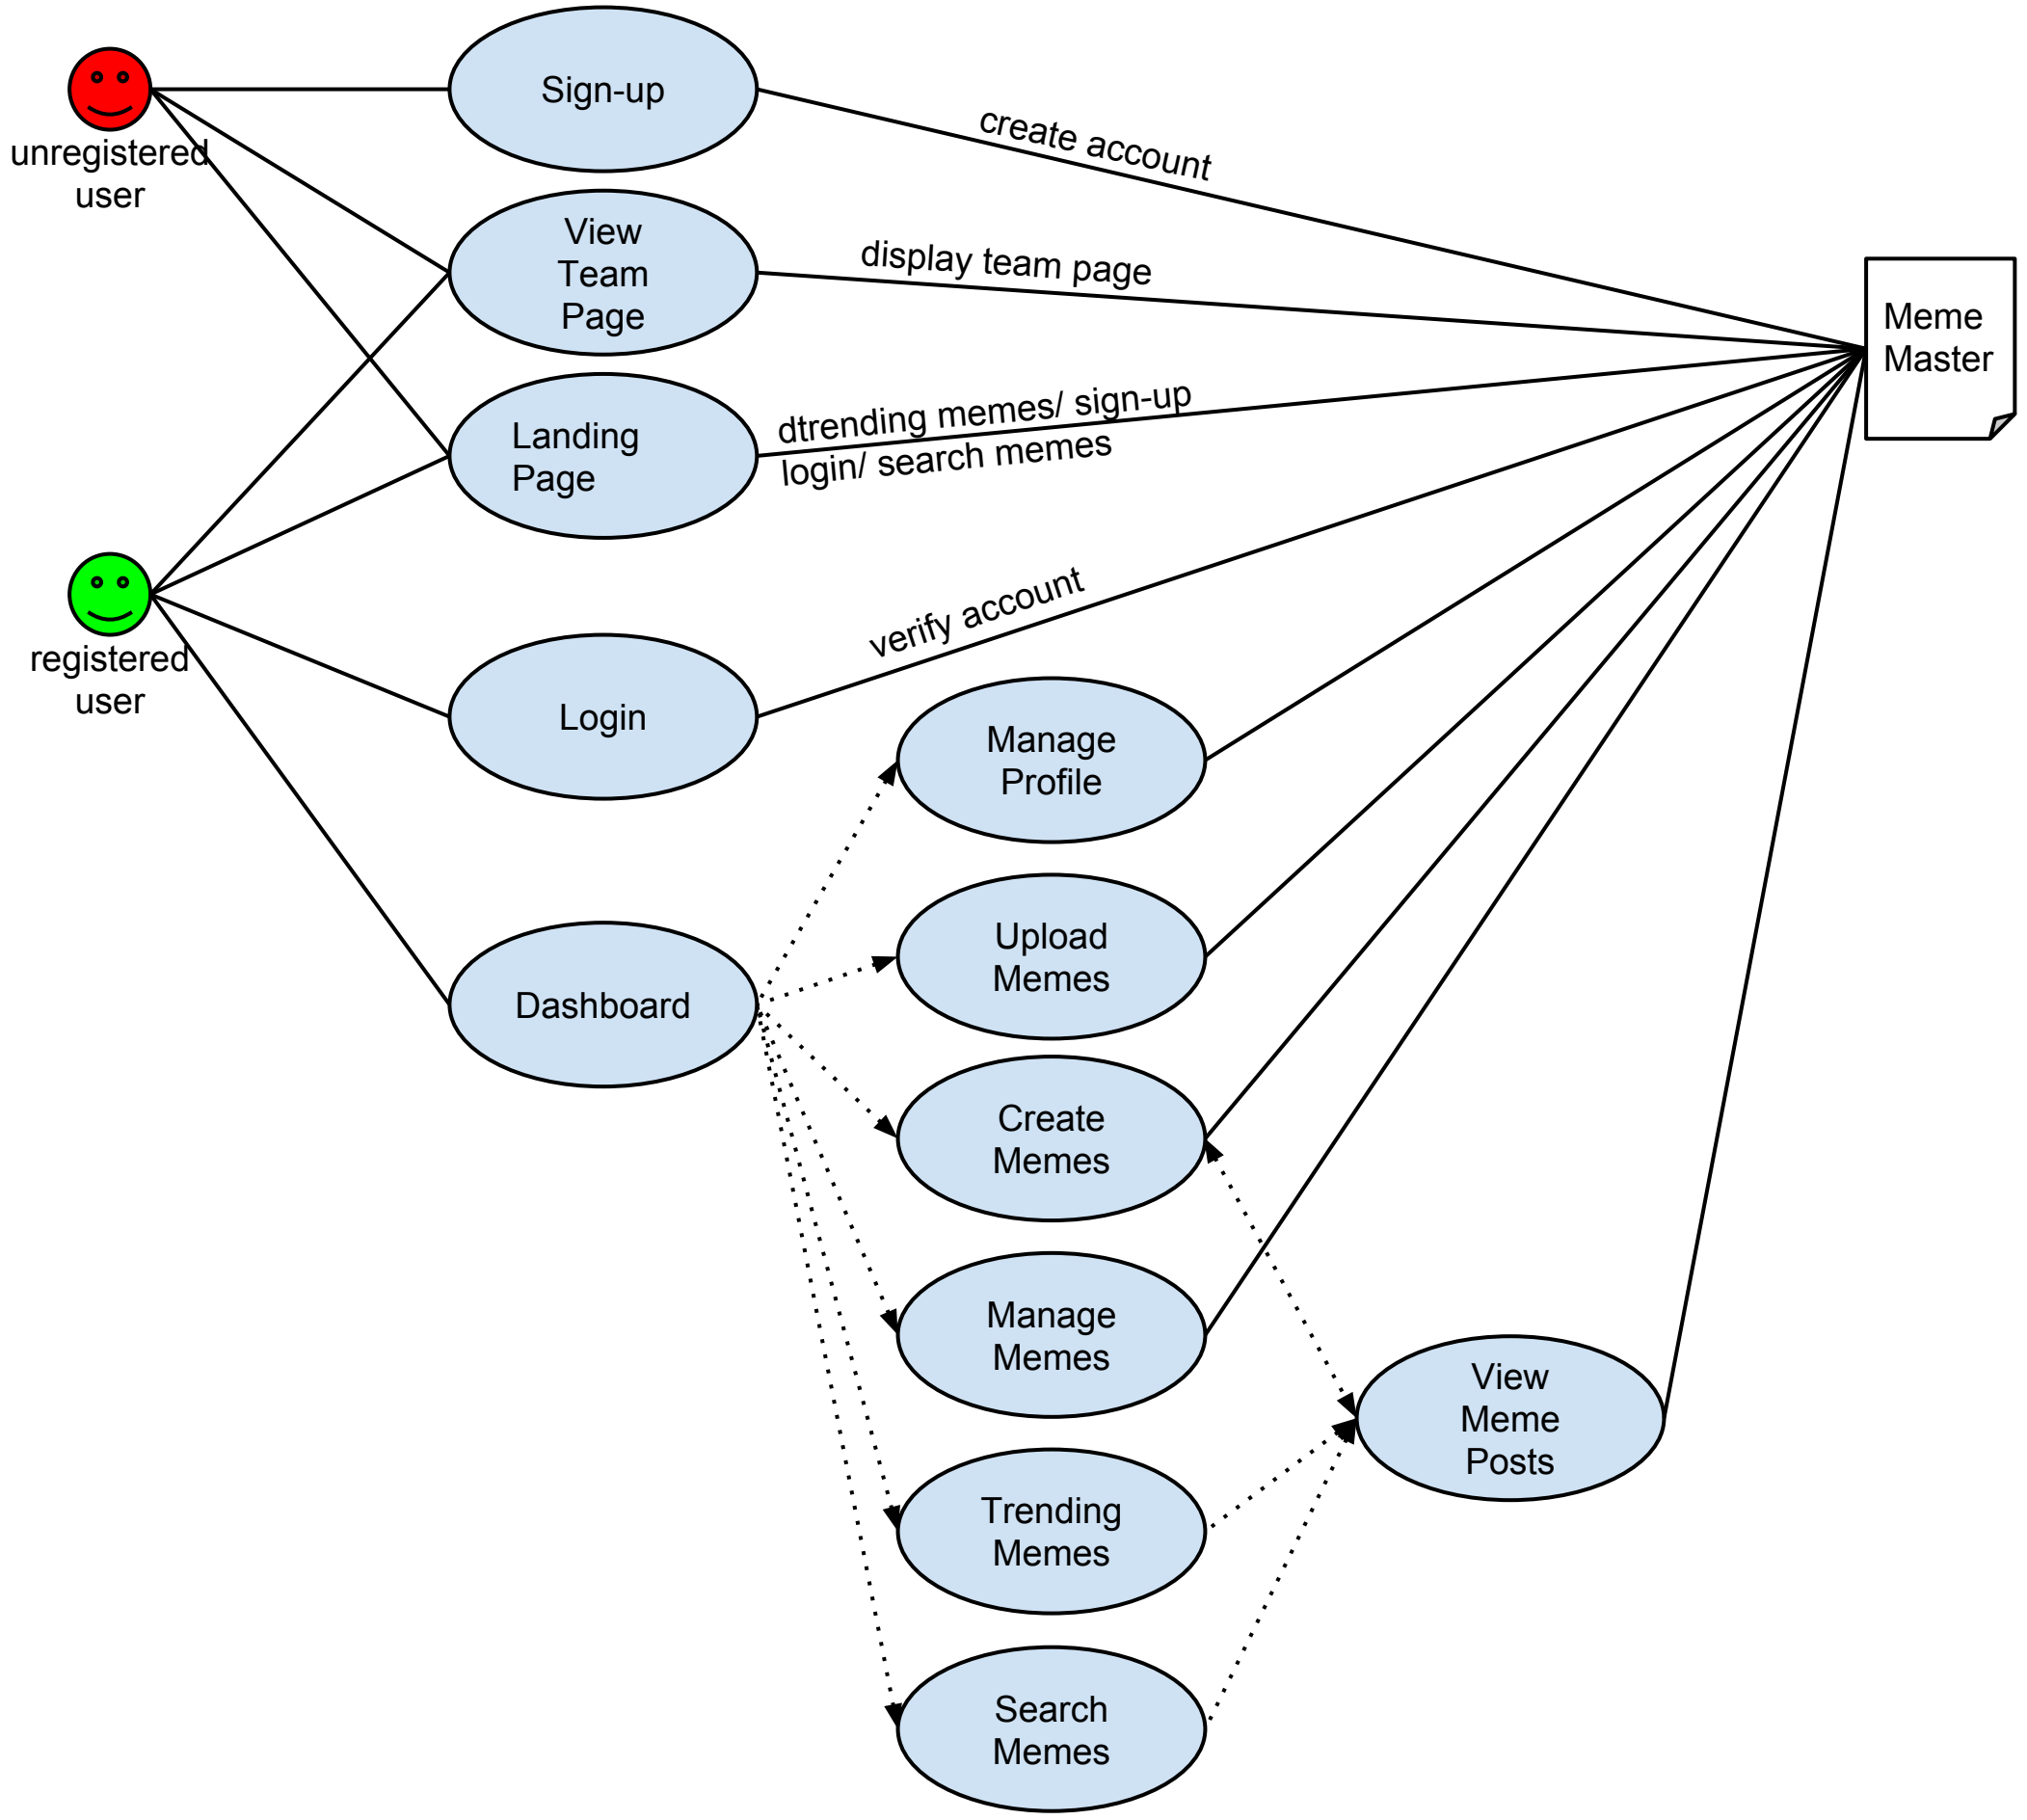 Sign-up
unregistered
user
create account
View
Team
Page
display team page
Meme
Master
Landing
Page
dtrending memes/ sign-up
login/ search memes
registered
user
Login
verify account
Manage
Profile
Dashboard
Upload
Memes
Create
Memes
Manage
Memes
View
Meme
Posts
Trending
Memes
Search
Memes